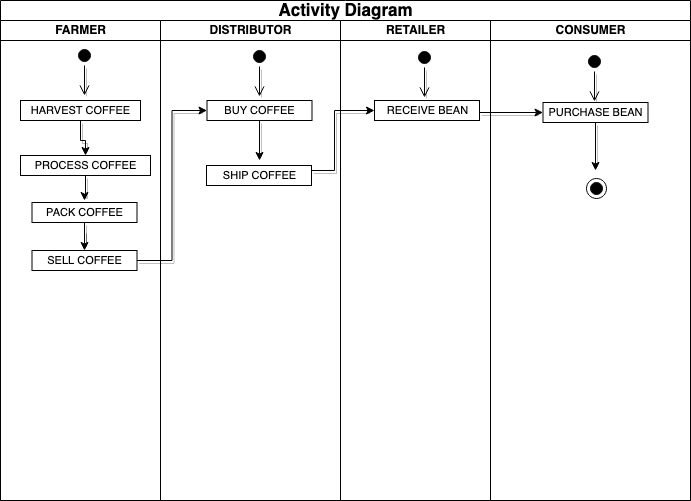 Activity Diagram
FARMER
DISTRIBUTOR
RETAILER
CONSUMER
HARVEST COFFEE
BUY COFFEE
RECEIVE BEAN
PURCHASE BEAN
PROCESS COFFEE
SHIP COFFEE
PACK COFFEE
SELL COFFEE